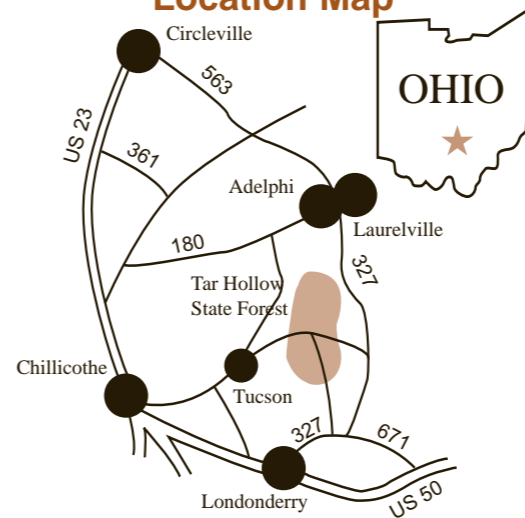 Location Map
Circleville
563
OHIO
US 23
361
Adelphi
Laurelville
180
327
Tar Hollow
State Forest
Chillicothe
Tucson
327
671
Londonderry
US 50